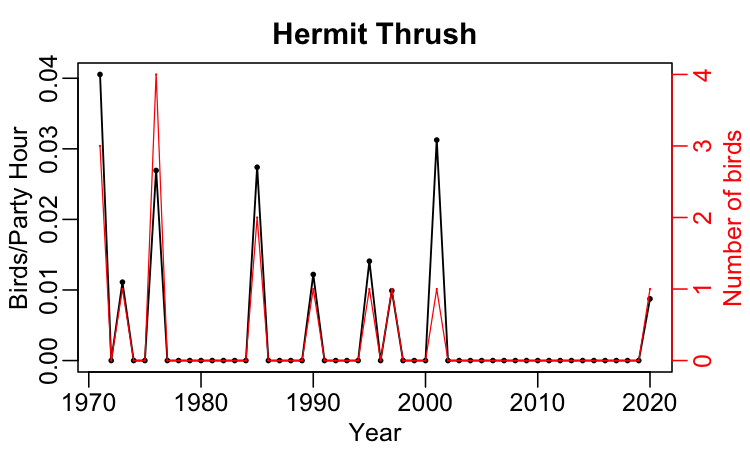 Hermit Thrush
Birds/Party Hour
0.00 0.01 0.02 0.03 0.04
1970 1980 1990 2000 2010 2020
Year
0 1 2 3 4
Number of birds